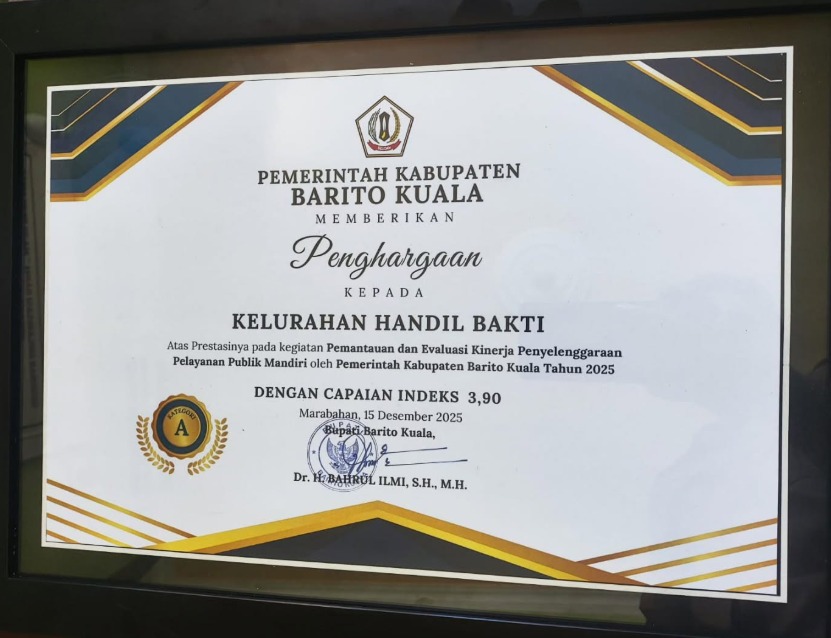 PEMERINTAH KABUPATEN
BARITO KUALA
MEMBERIKAN
Penghargaan
KEPADA
KELURAHAN HANDIL BAKTI
Atas Prestasinya pada kegiatan Pemantauan dan Evaluasi Kinerja Penyelenggaraan
Pelayanan Publik Mandiri oleh Pemerintah Kabupaten Barito Kuala Tahun 2025
DENGAN CAPAIAN INDEKS 3,90
KATEGORI
A
Marabahan, 15 Desember 2025
Bupati Barito Kuala,
Dr. H. BAHRUL ILMI, S.H., M.H.